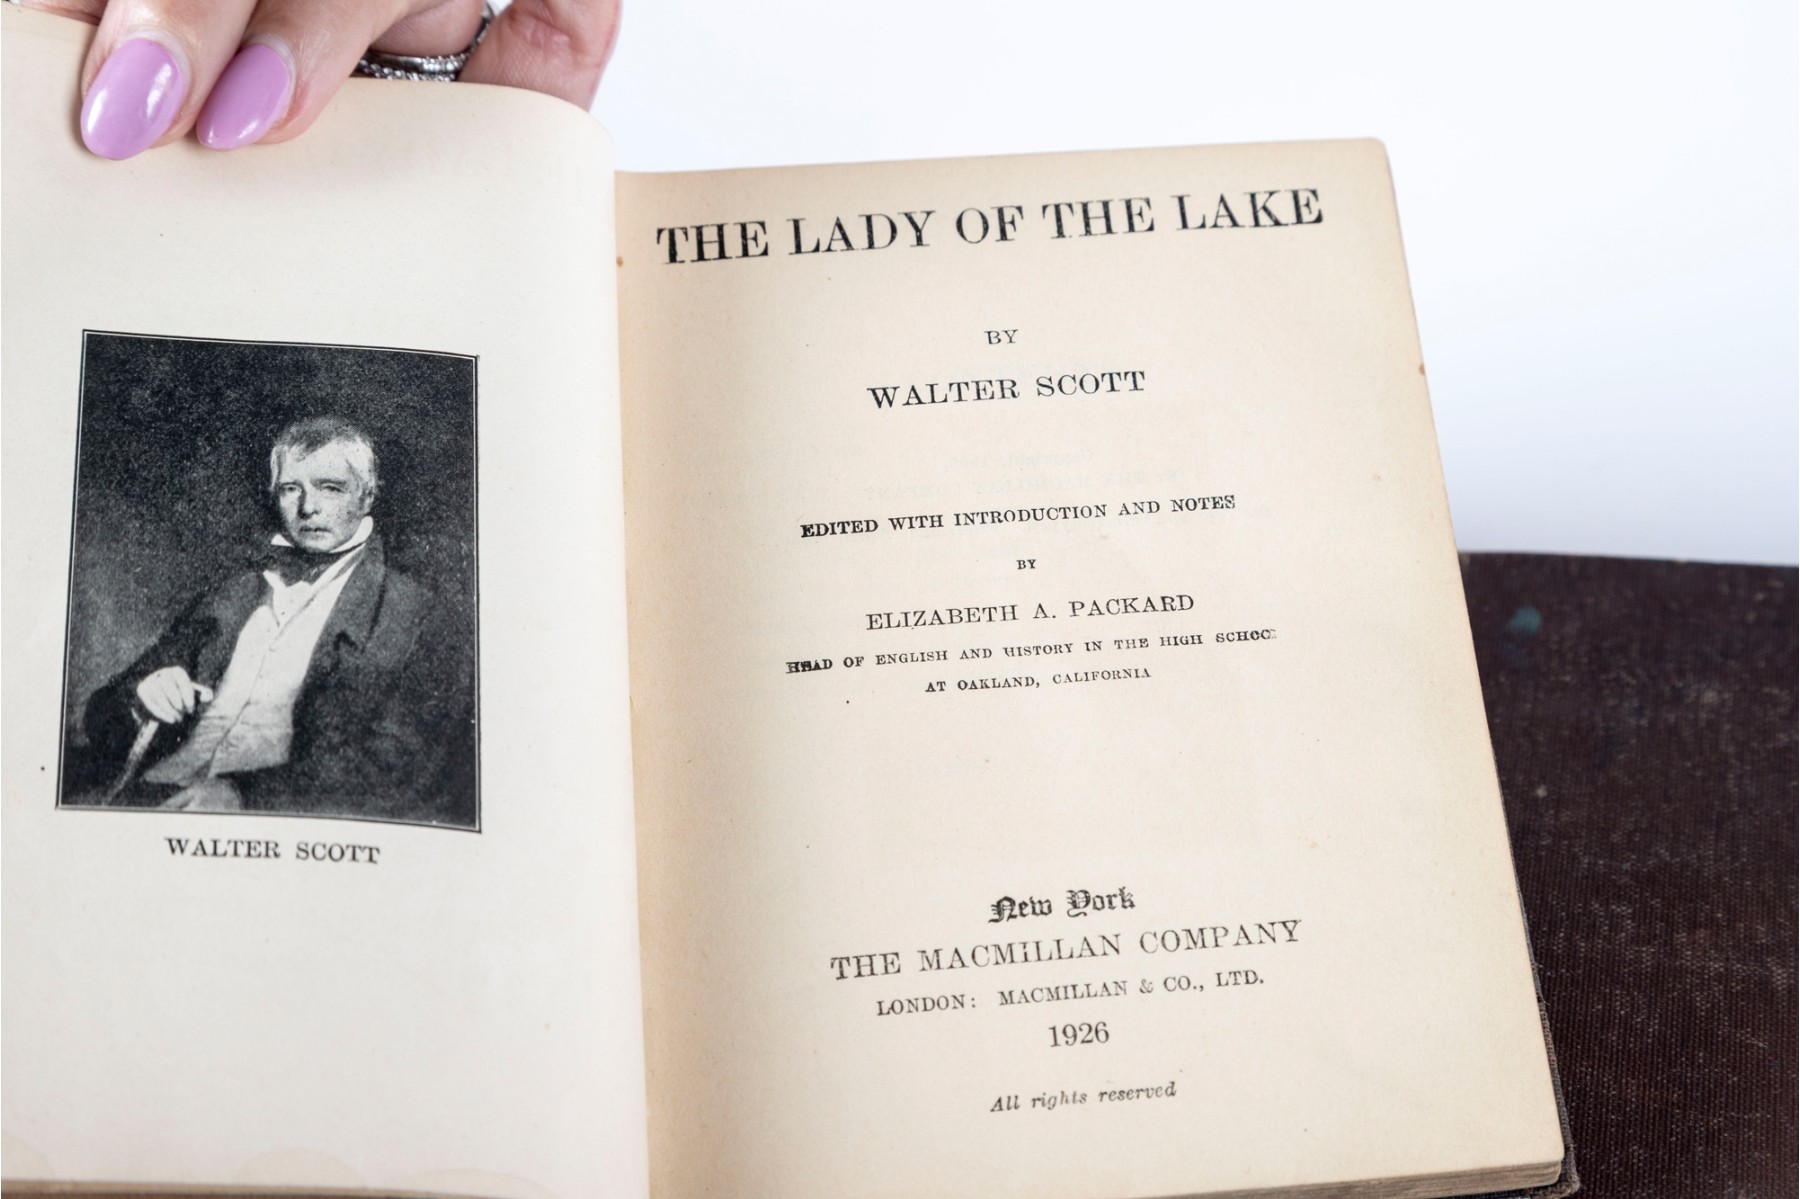 WALTER SCOTT
THE LADY OF THE LAKE
BY
WALTER SCOTT
EDITED WITH INTRODUCTION AND NOTES
BY
ELIZABETH A. PACKARD
HEAD OF ENGLISH AND HISTORY IN THE HIGH SCHOOL
AT OAKLAND, CALIFORNIA
New York
THE MACMILLAN COMPANY
LONDON: MACMILLAN & CO., LTD.
1926
All rights reserved